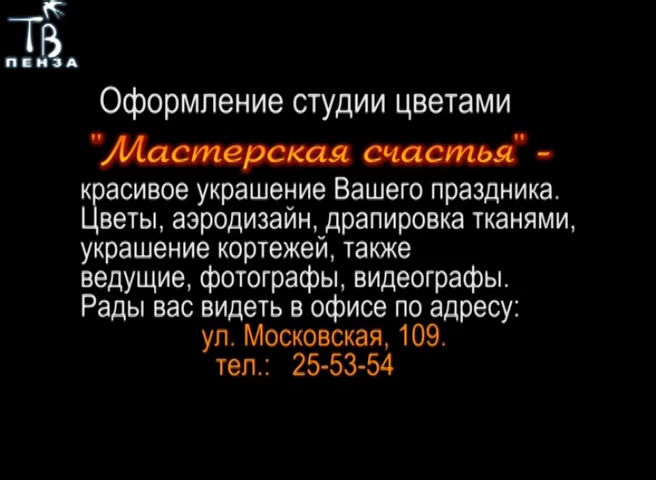 ТВ
ПЕНЗА
Оформление студии цветами
"Мастерская счастья" -
красивое украшение Вашего праздника.
Цветы, аэродизайн, драпировка тканями,
украшение кортежей, также
ведущие, фотографы, видеографы.
Рады вас видеть в офисе по адресу:
ул. Московская, 109.
тел.: 25-53-54